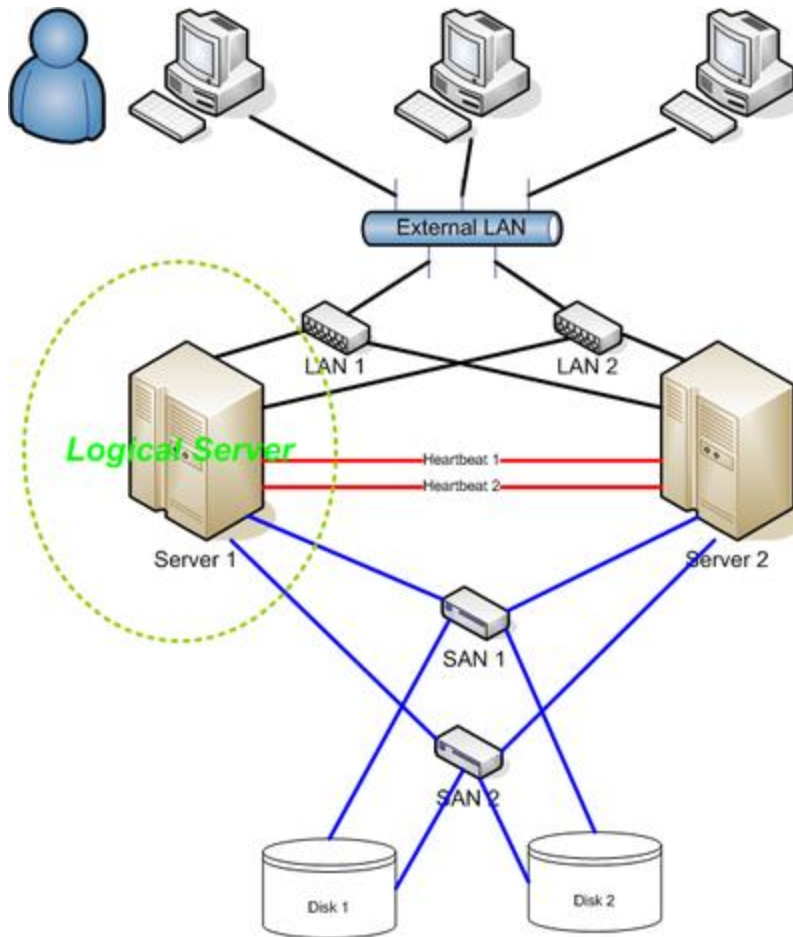 External LAN
LAN 1
LAN 2
Logical Server
Heartbeat 1
Heartbeat 2
Server 1
Server 2
SAN 1
SAN 2
Disk 1
Disk 2